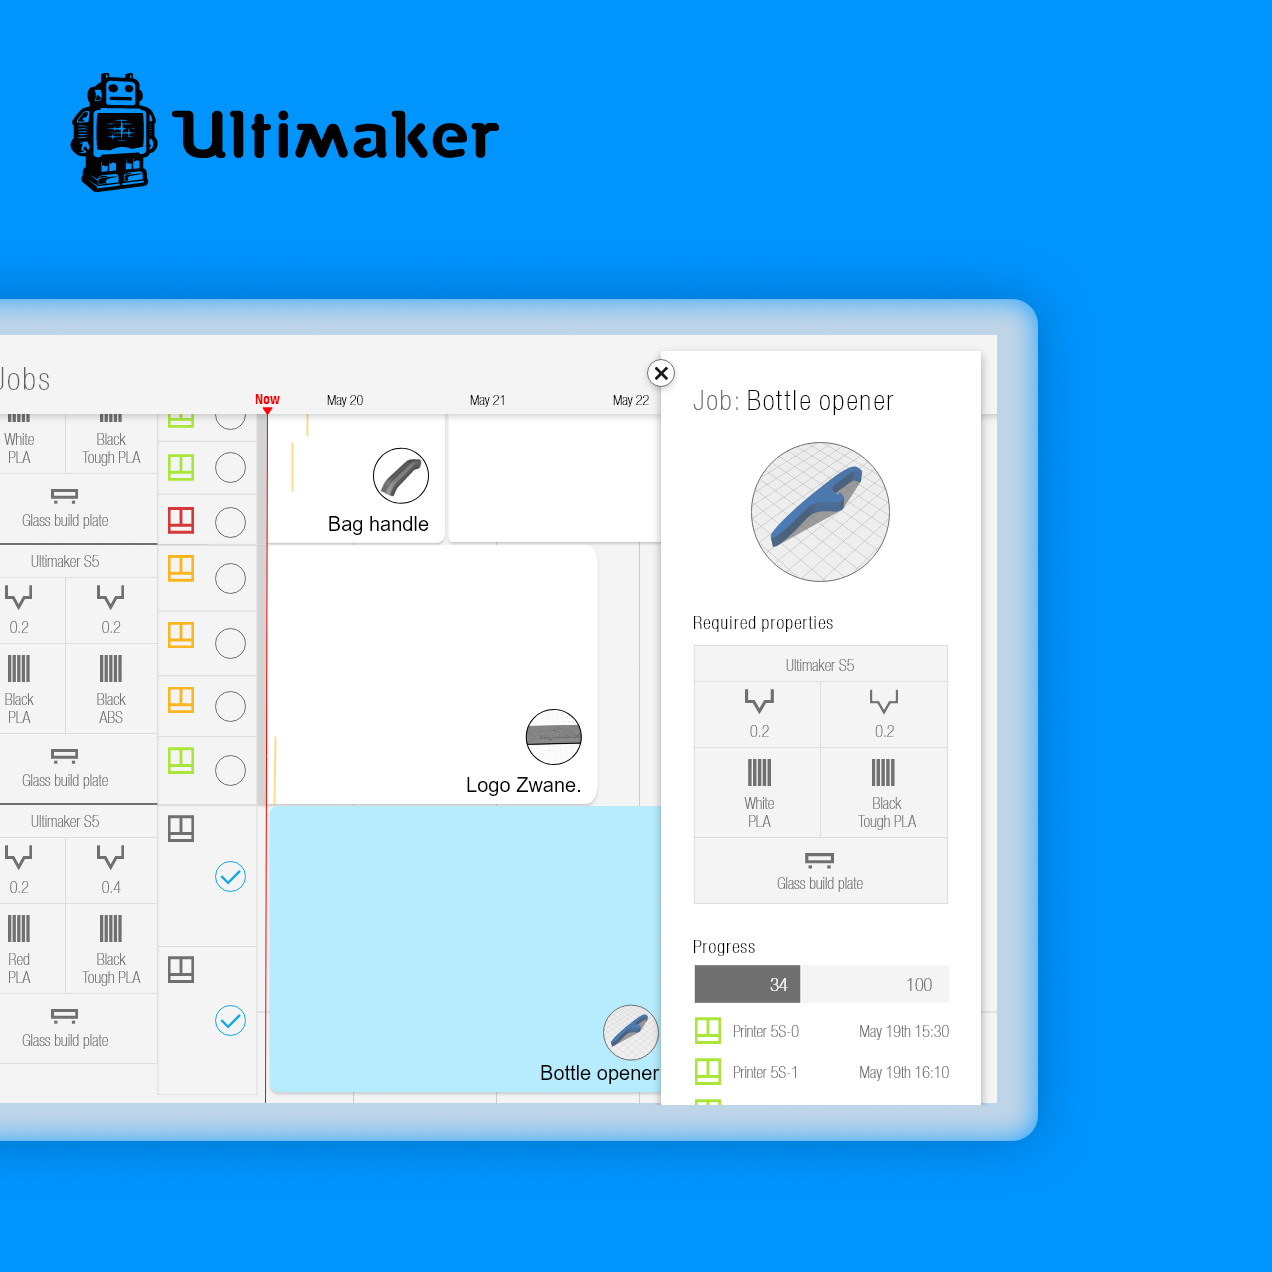 Ultimaker
Jobs
Now
May 20
May 21
May 22
White
PLA
Black
Tough PLA
Glass build plate
Ultimaker S5
0.2
0.2
Black
PLA
Black
ABS
Glass build plate
Ultimaker S5
0.2
0.4
Red
PLA
Black
Tough PLA
Glass build plate
Bag handle
Logo Zwane.
Bottle opener
Job: Bottle opener
Required properties
Ultimaker S5
0.2
0.2
White
PLA
Black
Tough PLA
Glass build plate
Progress
34
100
Printer 5S-0
May 19th 15:30
Printer 5S-1
May 19th 16:10